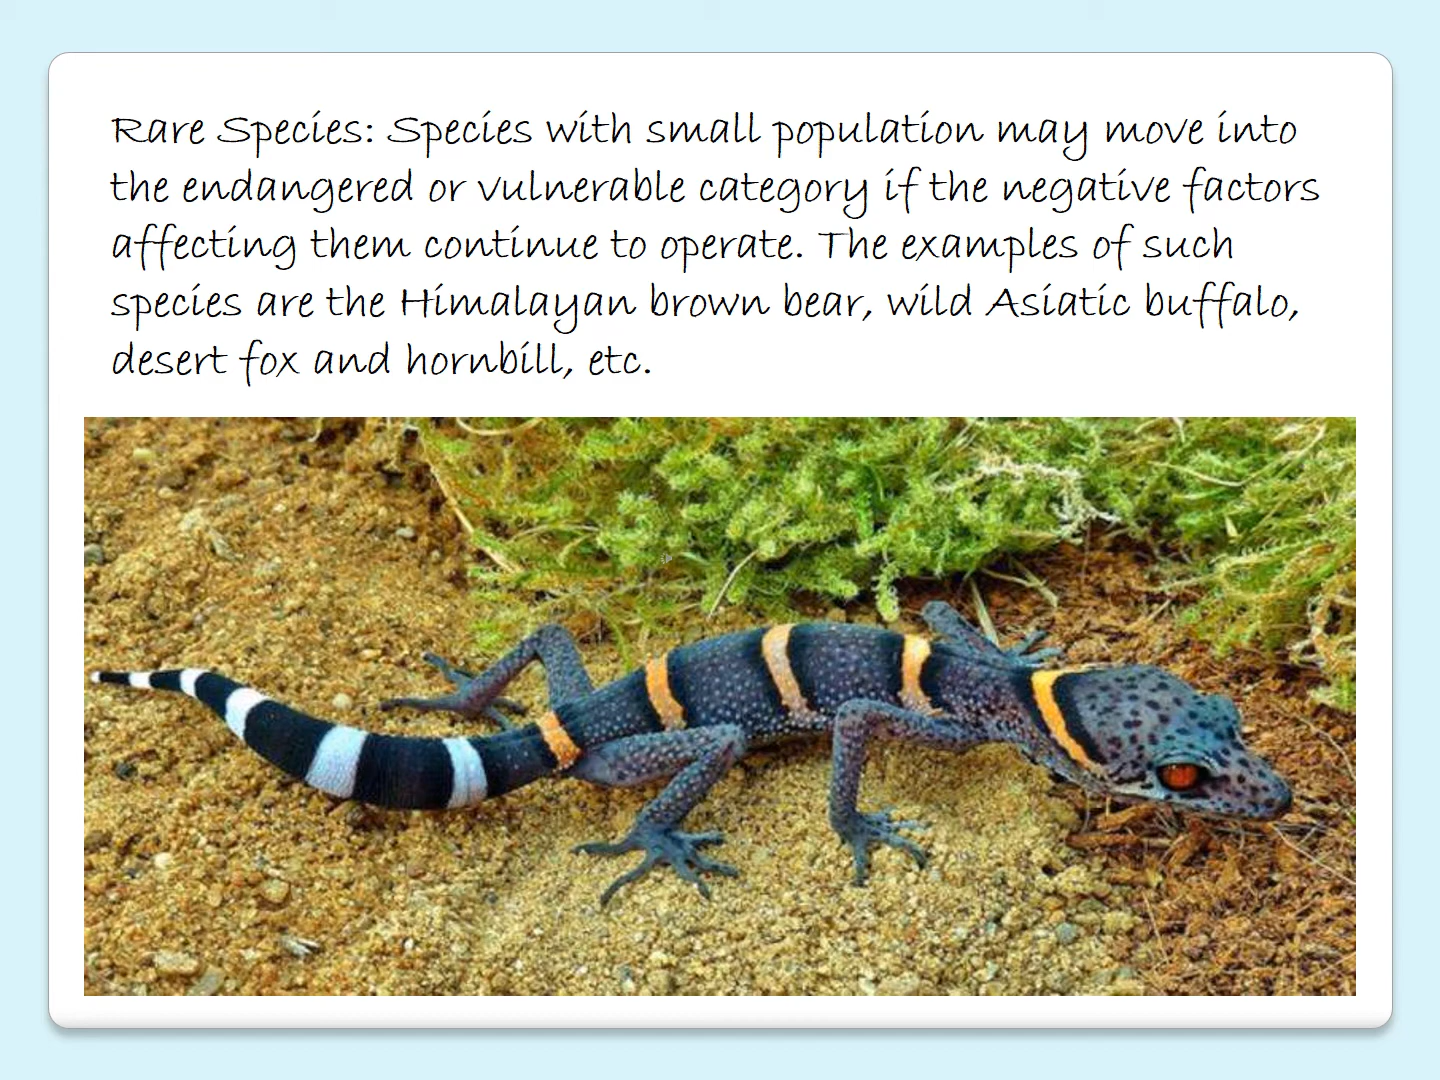 Rare Species: Species with small population may move into
the endangered or vulnerable category if the negative factors
affecting them continue to operate. The examples of such
species are the Himalayan brown bear, wild Asiatic buffalo,
desert fox and hornbill, etc.